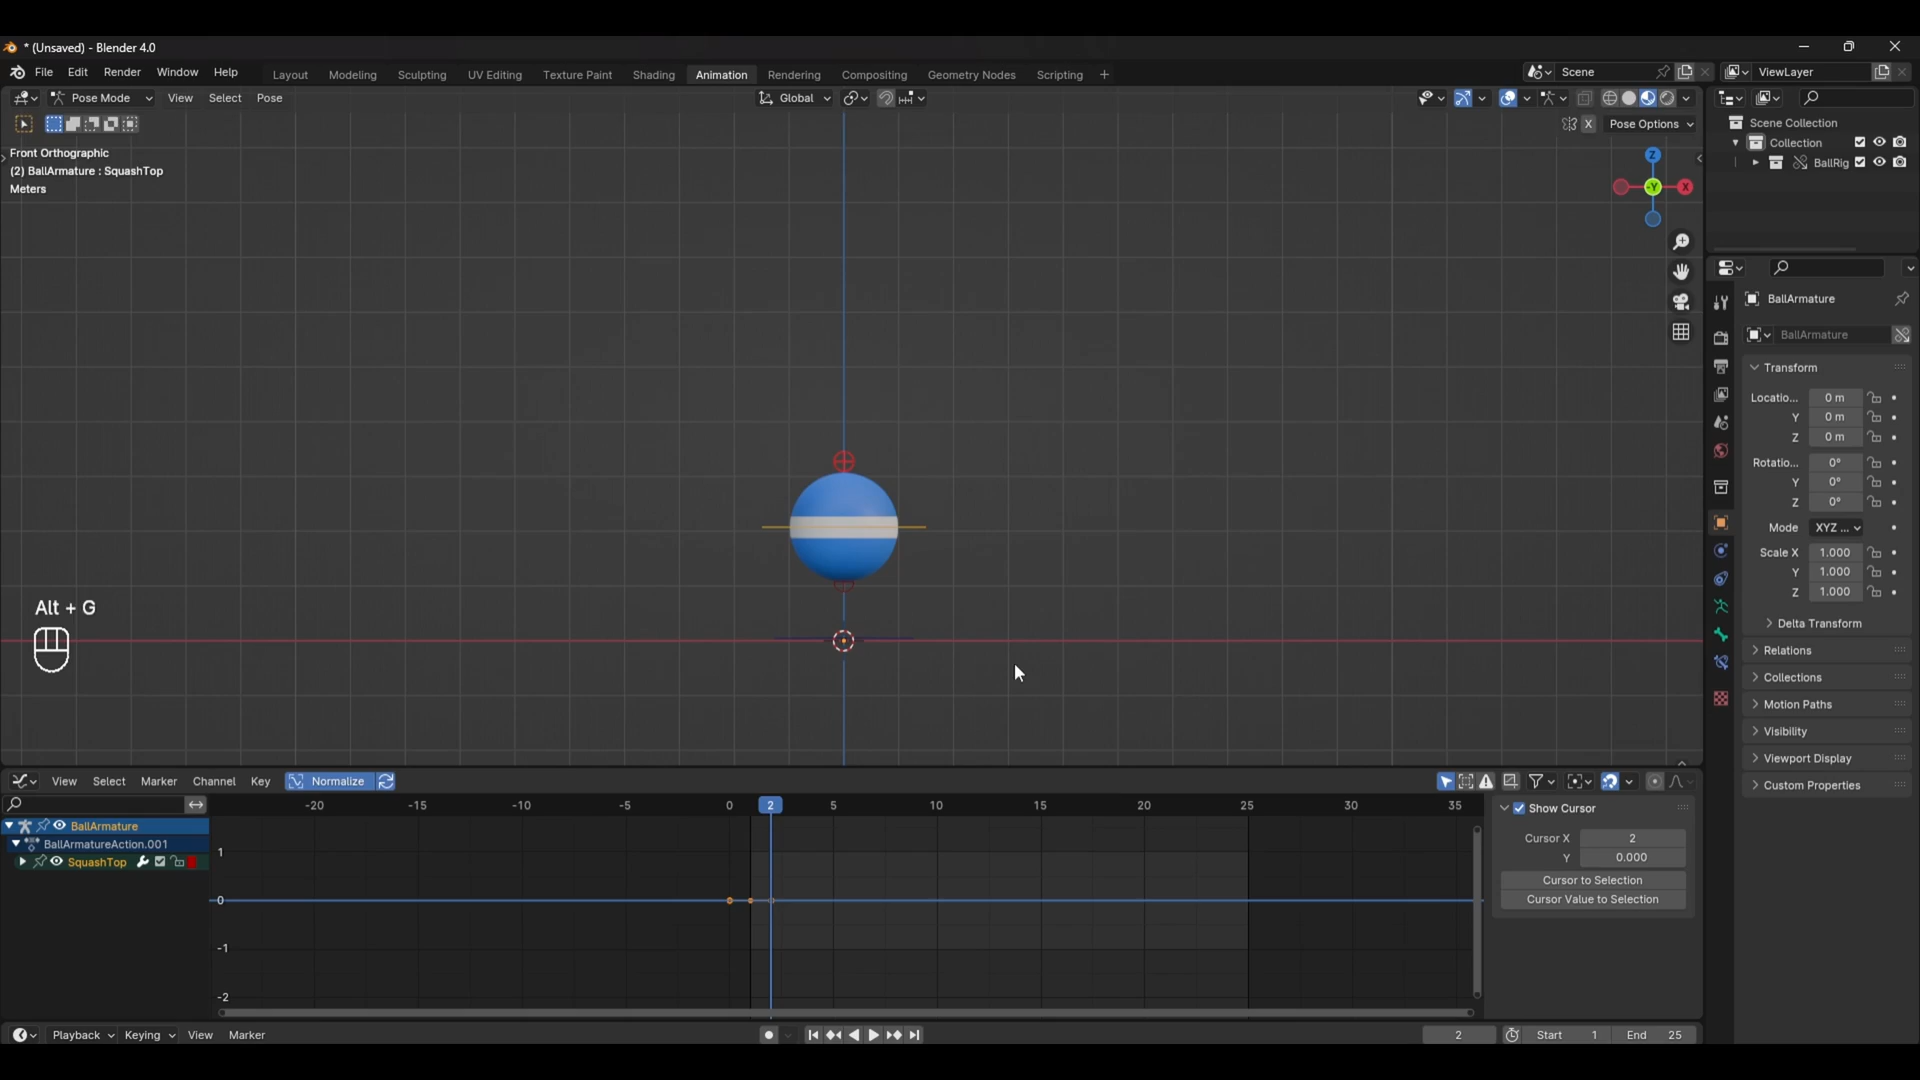 * (Unsaved) - Blender 4.0
File Edit Render Window Help Layout Modeling Sculpting UV Editing Texture Paint Shading Animation Rendering Compositing Geometry Nodes Scripting + Scene ViewLayer
Pose Mode View Select Pose Global
X Pose Options
Front Orthographic
(2) BallArmature : SquashTop
Meters
Z
-Y X
Alt + G
Scene Collection
Collection
BallRig
BallArmature
BallArmature
Transform
Locatio... 0 m
Y 0 m
Z 0 m
Rotatio... 0°
Y 0°
Z 0°
Mode XYZ ...
Scale X 1.000
Y 1.000
Z 1.000
Delta Transform
Relations
Collections
Motion Paths
Visibility
Viewport Display
Custom Properties
View Select Marker Channel Key Normalize
-20 -15 -10 -5 0 2 5 10 15 20 25 30 35
BallArmature
BallArmatureAction.001
SquashTop
1
0
-1
-2
Show Cursor
Cursor X 2
Y 0.000
Cursor to Selection
Cursor Value to Selection
Playback Keying View Marker 2 Start 1 End 25